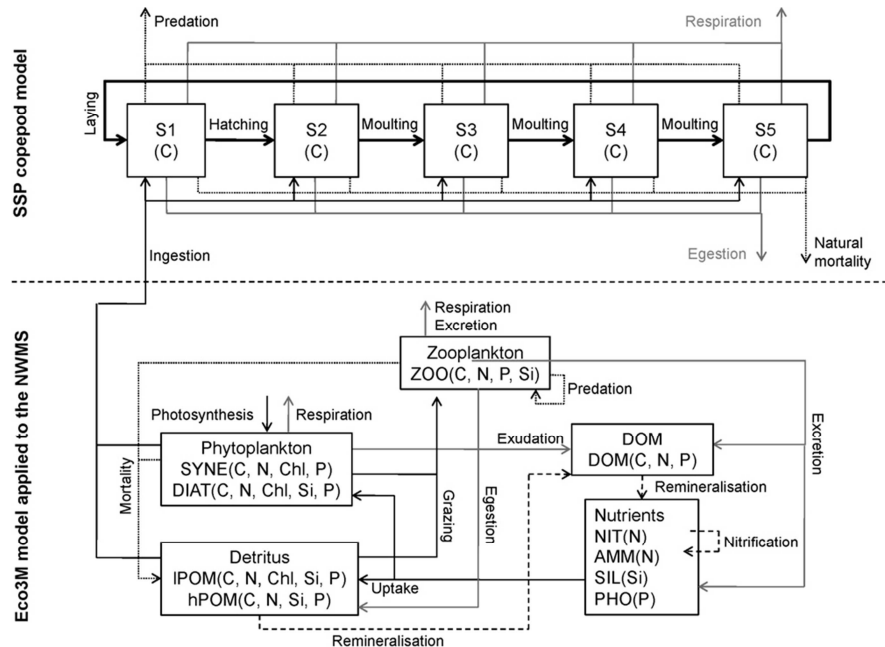 SSP copepod model
Predation
Respiration
Laying
S1
(C)
Hatching
S2
(C)
Moulting
S3
(C)
Moulting
S4
(C)
Moulting
S5
(C)
Ingestion
Egestion
Natural
mortality
Eco3M model applied to the NWMS
Respiration
Excretion
Zooplankton
ZOO(C, N, P, Si)
Predation
Photosynthesis
Respiration
Phytoplankton
SYNE(C, N, Chl, P)
DIAT(C, N, Chl, Si, P)
Exudation
DOM
DOM(C, N, P)
Excretion
Mortality
Grazing
Egestion
Remineralisation
Nutrients
NIT(N)
AMM(N)
SIL(Si)
PHO(P)
Nitrification
Detritus
lPOM(C, N, Chl, Si, P)
hPOM(C, N, Si, P)
Uptake
Remineralisation